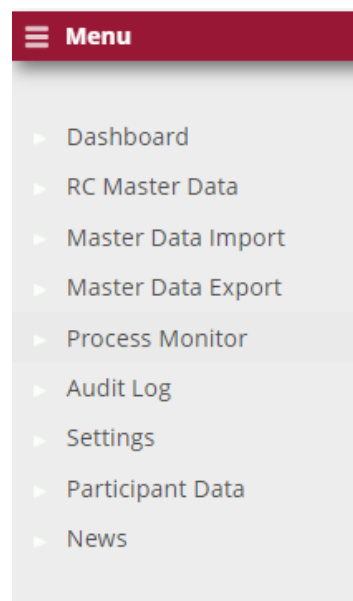 Menu
Dashboard
RC Master Data
Master Data Import
Master Data Export
Process Monitor
Audit Log
Settings
Participant Data
News